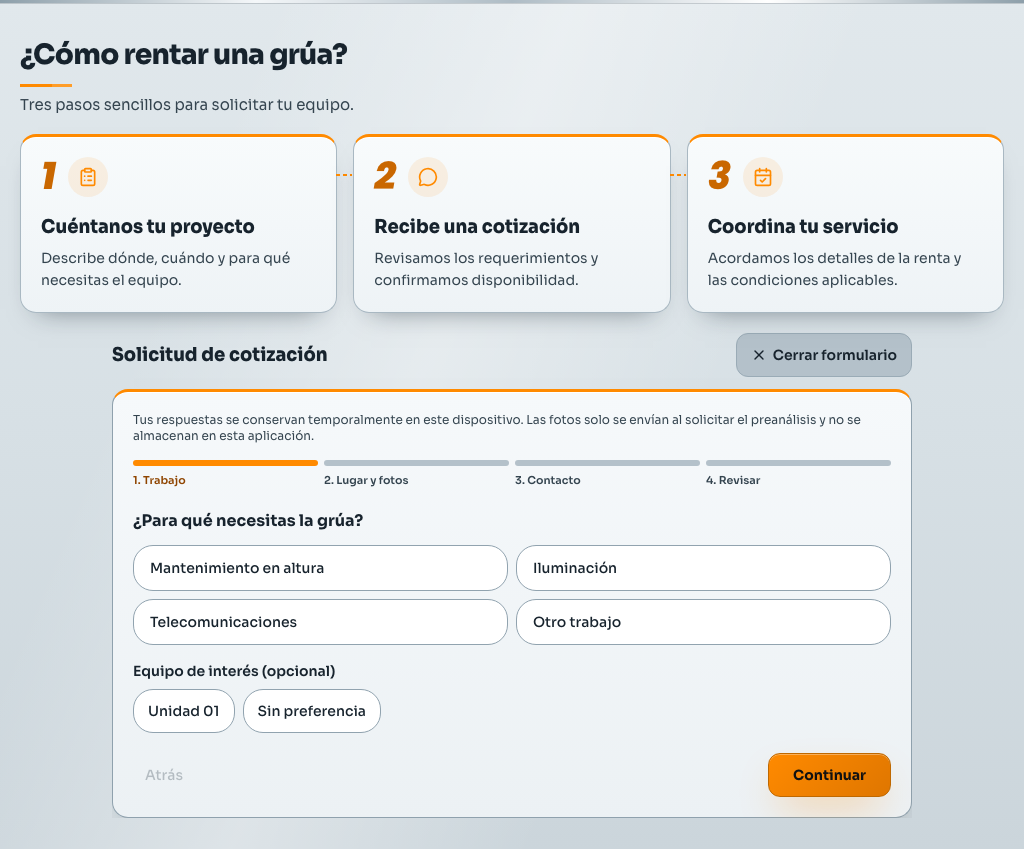 ¿Cómo rentar una grúa?
Tres pasos sencillos para solicitar tu equipo.
1
Cuéntanos tu proyecto
Describe dónde, cuándo y para qué
necesitas el equipo.
2
Recibe una cotización
Revisamos los requerimientos y
confirmamos disponibilidad.
3
Coordina tu servicio
Acordamos los detalles de la renta y
las condiciones aplicables.
Solicitud de cotización
Cerrar formulario
Tus respuestas se conservan temporalmente en este dispositivo. Las fotos solo se envían al solicitar el preanálisis y no se
almacenan en esta aplicación.
1. Trabajo
2. Lugar y fotos
3. Contacto
4. Revisar
¿Para qué necesitas la grúa?
Mantenimiento en altura
Iluminación
Telecomunicaciones
Otro trabajo
Equipo de interés (opcional)
Unidad 01
Sin preferencia
Atrás
Continuar